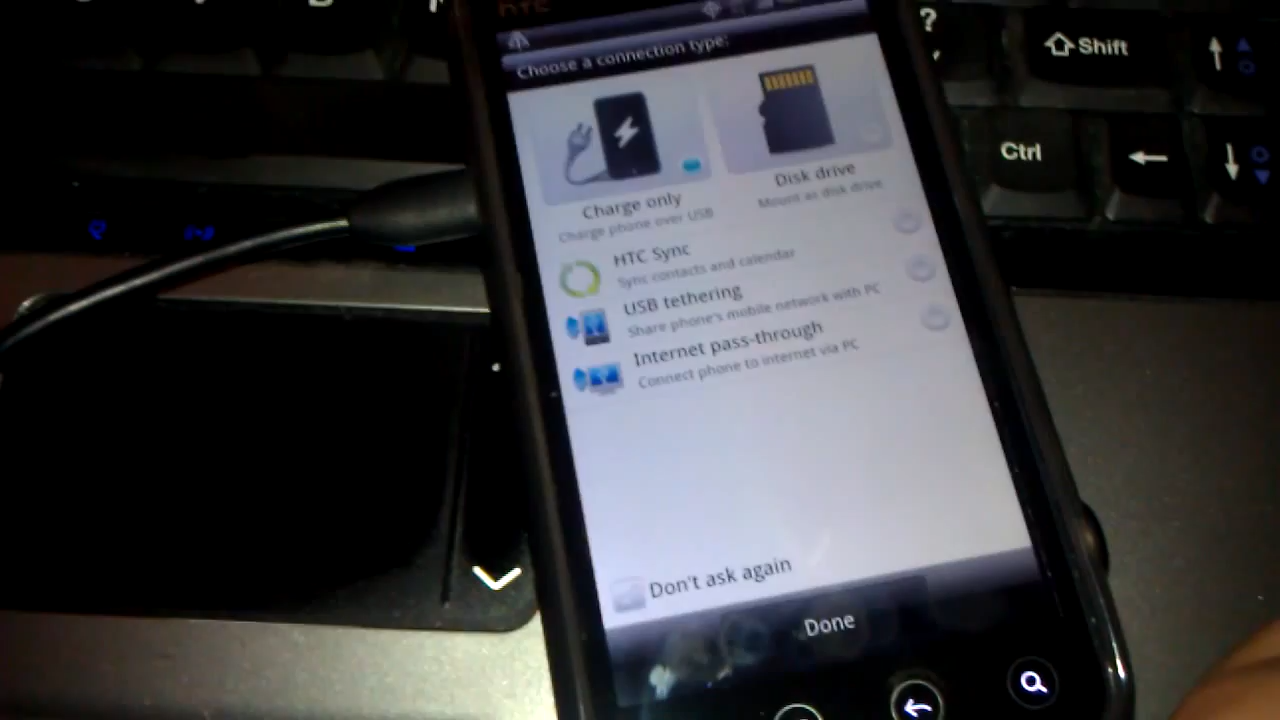 hTC
Choose a connection type:
Charge only
Charge phone over USB
Disk drive
Mount as disk drive
HTC Sync
Sync contacts and calendar
USB tethering
Share phone's mobile network with PC
Internet pass-through
Connect phone to internet via PC
Don't ask again
Done
?
Shift
Ctrl